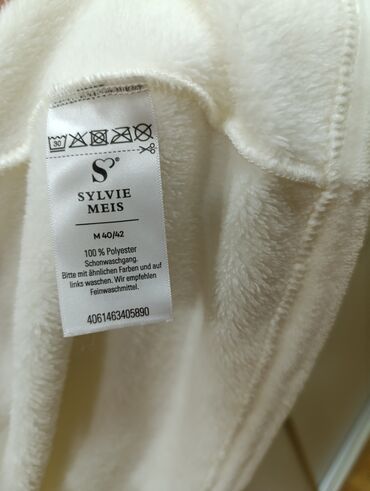 30
S
SYLVIE
MEIS
M 40/42
100 % Polyester
Schonwaschgang.
Bitte mit ähnlichen Farben und auf
links waschen. Wir empfehlen
Feinwaschmittel.
4061463405890